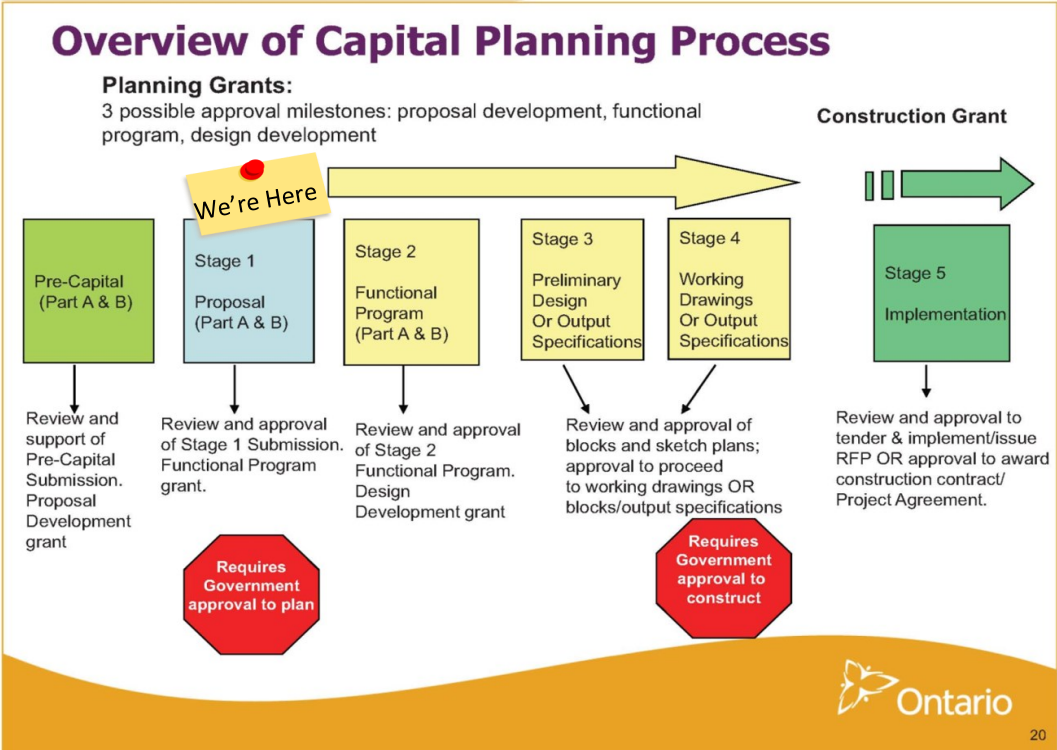 Overview of Capital Planning Process
Planning Grants:
3 possible approval milestones: proposal development, functional
program, design development
Construction Grant
We're Here
Pre-Capital
(Part A & B)
Stage 1
Proposal
(Part A & B)
Stage 2
Functional
Program
(Part A & B)
Stage 3
Preliminary
Design
Or Output
Specifications
Stage 4
Working
Drawings
Or Output
Specifications
Stage 5
Implementation
Review and
support of
Pre-Capital
Submission.
Proposal
Development
grant
Review and approval
of Stage 1 Submission.
Functional Program
grant.
Review and approval
of Stage 2
Functional Program.
Design
Development grant
Review and approval of
blocks and sketch plans;
approval to proceed
to working drawings OR
blocks/output specifications
Review and approval to
tender & implement/issue
RFP OR approval to award
construction contract/
Project Agreement.
Requires
Government
approval to plan
Requires
Government
approval to
construct
Ontario
20